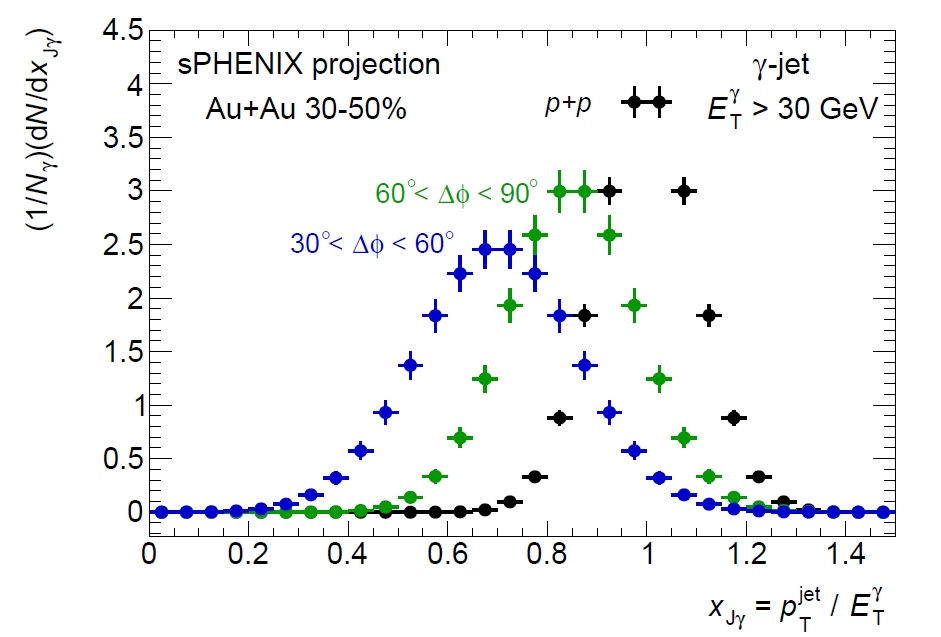 (1/Nγ)(dN/dxJγ)
4.5
4
3.5
3
2.5
2
1.5
1
0.5
0
sPHENIX projection
Au+Au 30-50%
p+p
γ-jet
E_T^γ > 30 GeV
60°< Δϕ < 90°
30°< Δϕ < 60°
0 0.2 0.4 0.6 0.8 1 1.2 1.4
x_Jγ = p_T^jet / E_T^γ